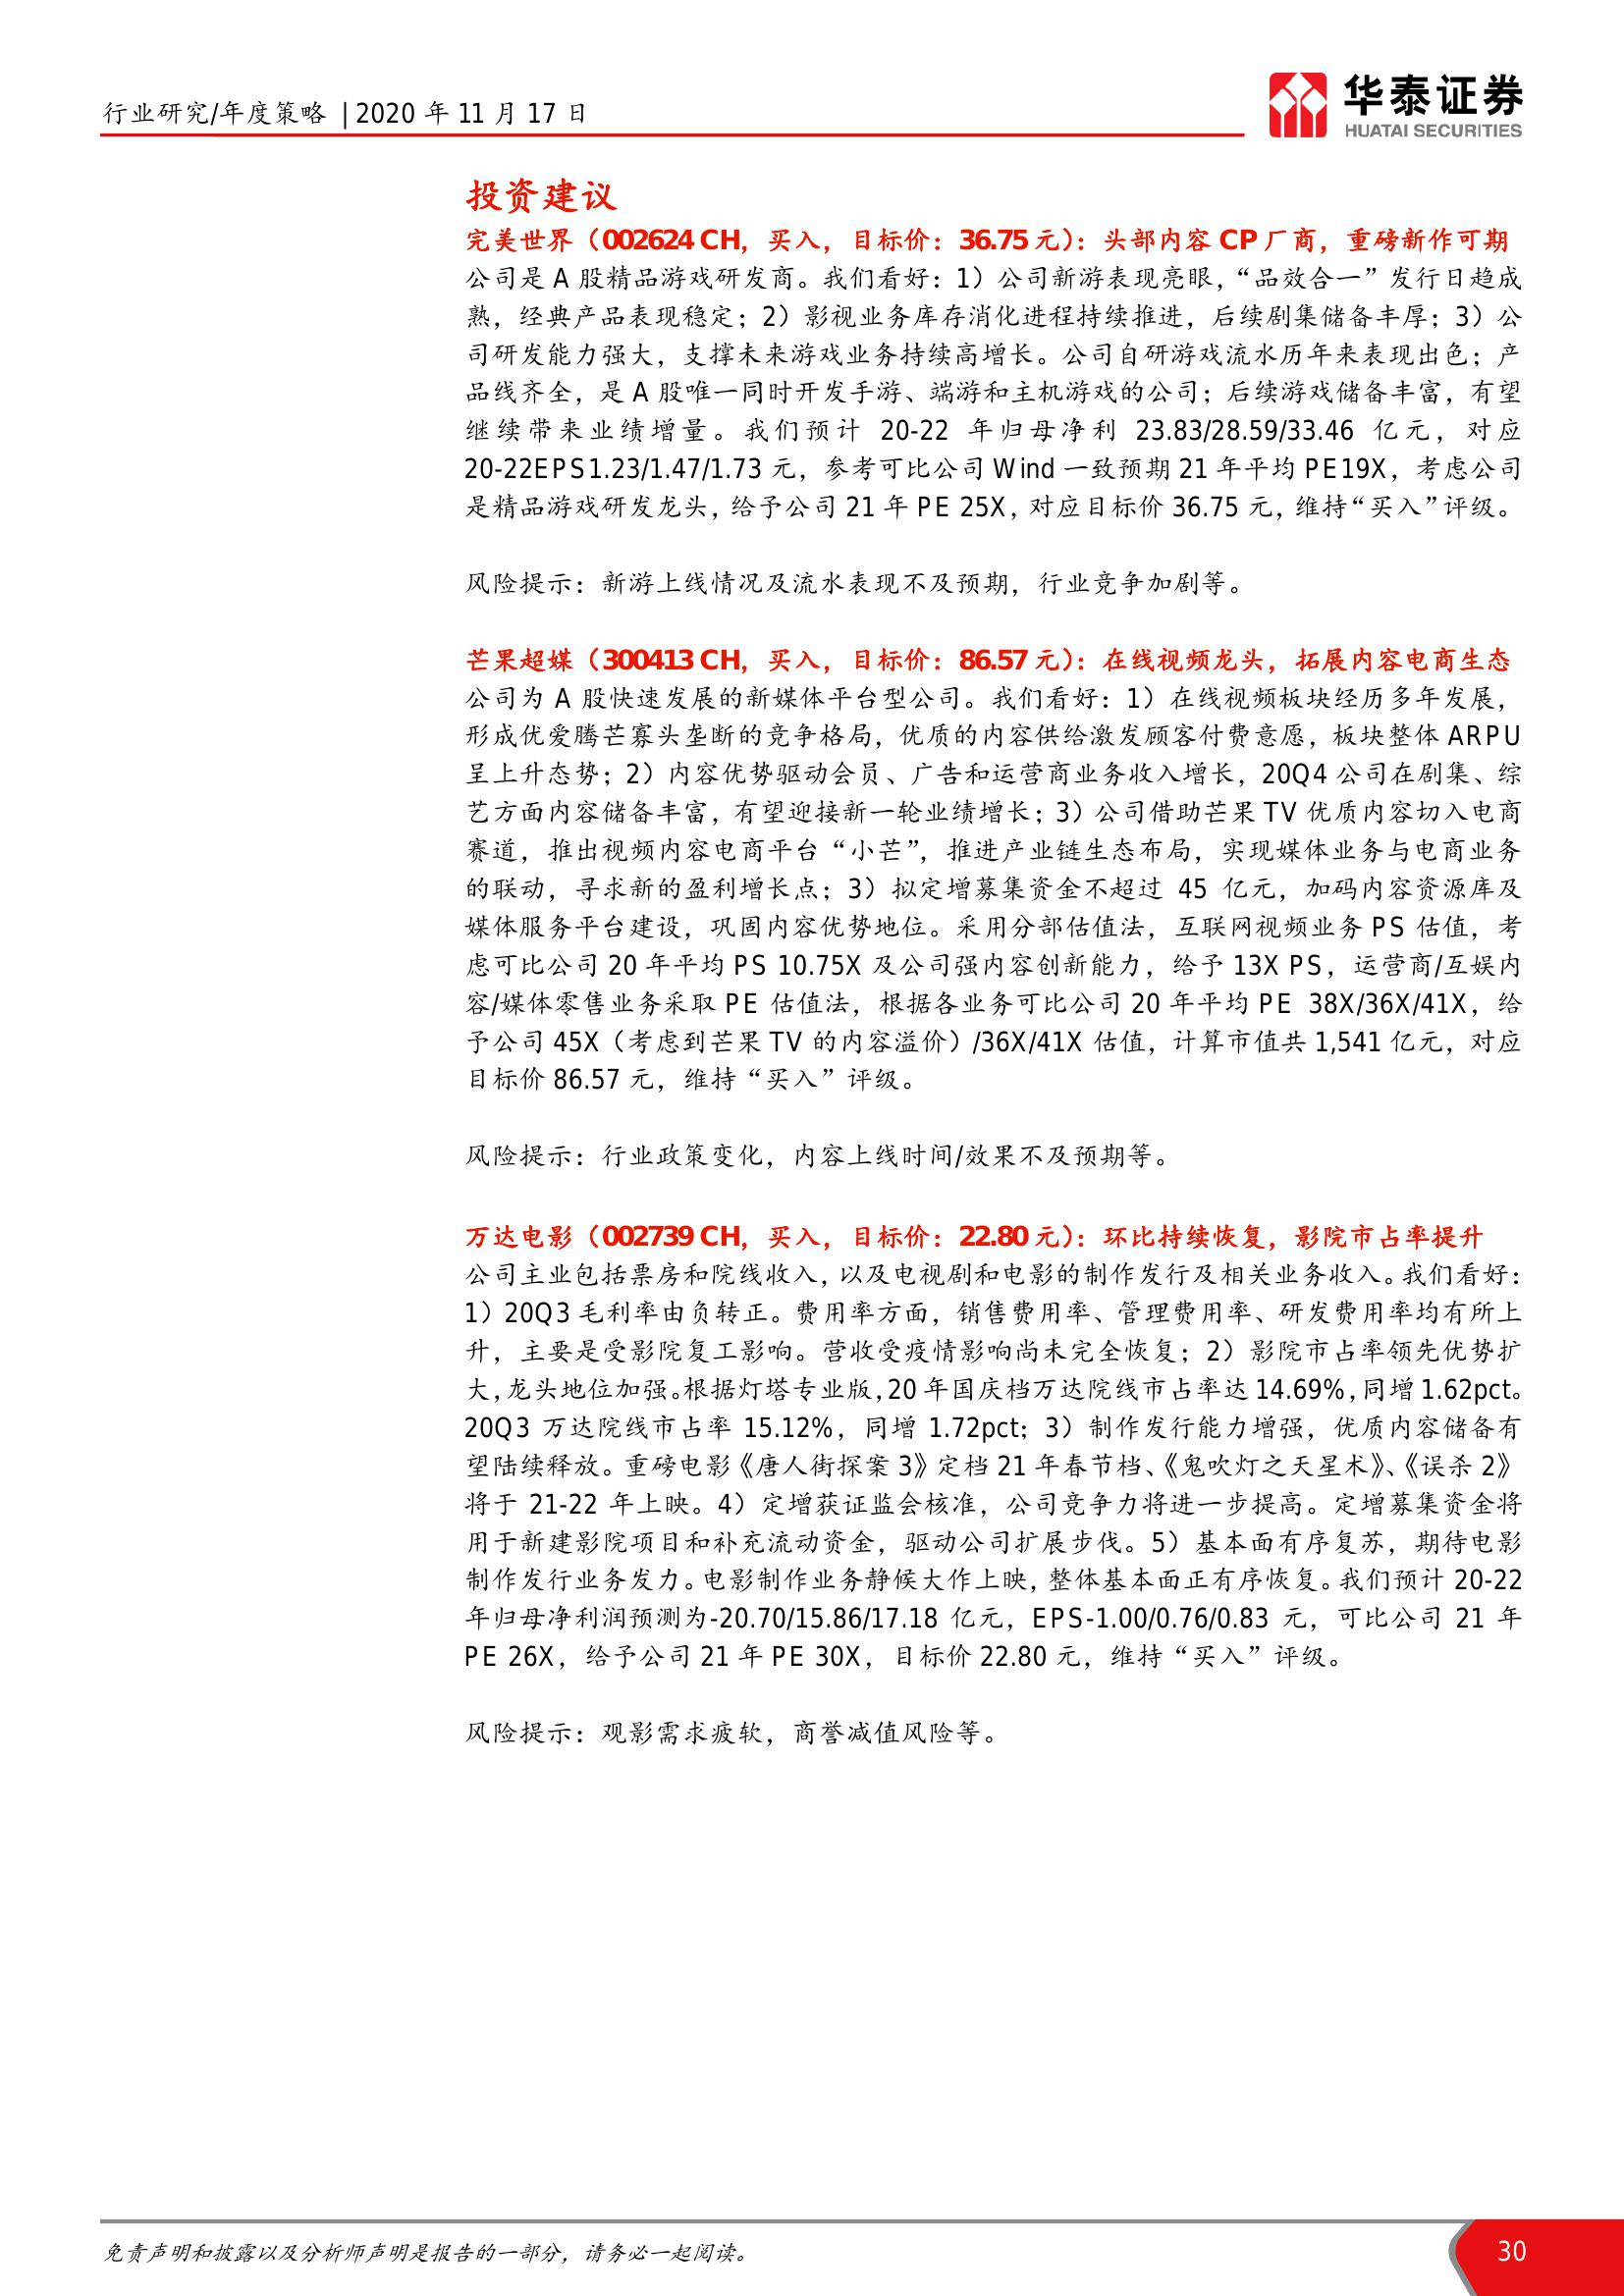 行业研究/年度策略 | 2020 年 11 月 17 日
华泰证券
HUATAI SECURITIES
投资建议
完美世界（002624 CH，买入，目标价：36.75 元）：头部内容 CP 厂商，重磅新作可期
公司是 A 股精品游戏研发商。我们看好：1）公司新游表现亮眼，“品效合一”发行日趋成
熟，经典产品表现稳定；2）影视业务库存消化进程持续推进，后续剧集储备丰厚；3）公
司研发能力强大，支撑未来游戏业务持续高增长。公司自研游戏流水历年来表现出色；产
品线齐全，是 A 股唯一同时开发手游、端游和主机游戏的公司；后续游戏储备丰富，有望
继续带来业绩增量。我们预计 20-22 年归母净利 23.83/28.59/33.46 亿元，对应
20-22EPS1.23/1.47/1.73 元，参考可比公司 Wind 一致预期 21 年平均 PE19X，考虑公司
是精品游戏研发龙头，给予公司 21 年 PE 25X，对应目标价 36.75 元，维持“买入”评级。
风险提示：新游上线情况及流水表现不及预期，行业竞争加剧等。
芒果超媒（300413 CH，买入，目标价：86.57 元）：在线视频龙头，拓展内容电商生态
公司为 A 股快速发展的新媒体平台型公司。我们看好：1）在线视频板块经历多年发展，
形成优爱腾芒寡头垄断的竞争格局，优质的内容供给激发顾客付费意愿，板块整体 ARPU
呈上升态势；2）内容优势驱动会员、广告和运营商业务收入增长，20Q4 公司在剧集、综
艺方面内容储备丰富，有望迎接新一轮业绩增长；3）公司借助芒果 TV 优质内容切入电商
赛道，推出视频内容电商平台“小芒”，推进产业链生态布局，实现媒体业务与电商业务
的联动，寻求新的盈利增长点；3）拟定增募集资金不超过 45 亿元，加码内容资源库及
媒体服务平台建设，巩固内容优势地位。采用分部估值法，互联网视频业务 PS 估值，考
虑可比公司 20 年平均 PS 10.75X 及公司强内容创新能力，给予 13X PS，运营商/互娱内
容/媒体零售业务采取 PE 估值法，根据各业务可比公司 20 年平均 PE 38X/36X/41X，给
予公司 45X（考虑到芒果 TV 的内容溢价）/36X/41X 估值，计算市值共 1,541 亿元，对应
目标价 86.57 元，维持“买入”评级。
风险提示：行业政策变化，内容上线时间/效果不及预期等。
万达电影（002739 CH，买入，目标价：22.80 元）：环比持续恢复，影院市占率提升
公司主业包括票房和院线收入，以及电视剧和电影的制作发行及相关业务收入。我们看好：
1）20Q3 毛利率由负转正。费用率方面，销售费用率、管理费用率、研发费用率均有所上
升，主要是受影院复工影响。营收受疫情影响尚未完全恢复；2）影院市占率领先优势扩
大，龙头地位加强。根据灯塔专业版，20 年国庆档万达院线市占率达 14.69%，同增 1.62pct。
20Q3 万达院线市占率 15.12%，同增 1.72pct；3）制作发行能力增强，优质内容储备有
望陆续释放。重磅电影《唐人街探案 3》定档 21 年春节档、《鬼吹灯之天星术》、《误杀 2》
将于 21-22 年上映。4）定增获证监会核准，公司竞争力将进一步提高。定增募集资金将
用于新建影院项目和补充流动资金，驱动公司扩展步伐。5）基本面有序复苏，期待电影
制作发行业务发力。电影制作业务静候大作上映，整体基本面正有序恢复。我们预计 20-22
年归母净利润预测为-20.70/15.86/17.18 亿元，EPS-1.00/0.76/0.83 元，可比公司 21 年
PE 26X，给予公司 21 年 PE 30X，目标价 22.80 元，维持“买入”评级。
风险提示：观影需求疲软，商誉减值风险等。
免责声明和披露以及分析师声明是报告的一部分，请务必一起阅读。
30